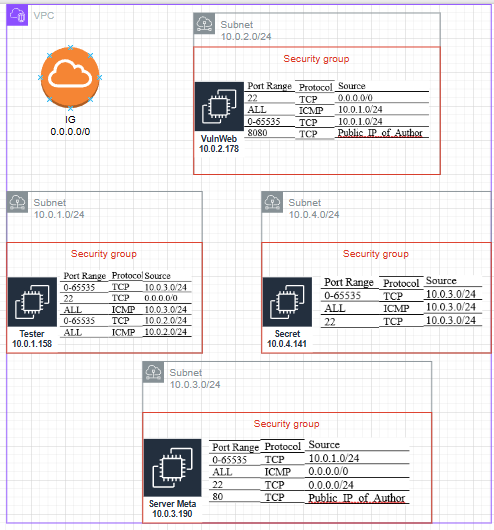 VPC
IG
0.0.0.0/0
Subnet
10.0.2.0/24
Security group
Port Range Protocol Source
22 TCP 0.0.0.0/0
ALL ICMP 10.0.1.0/24
0-65535 TCP 10.0.1.0/24
8080 TCP Public_IP_of_Author
VulnWeb
10.0.2.178
Subnet
10.0.1.0/24
Security group
Port Range Protocol Source
0-65535 TCP 10.0.3.0/24
22 TCP 0.0.0.0/0
ALL ICMP 10.0.3.0/24
0-65535 TCP 10.0.2.0/24
ALL ICMP 10.0.2.0/24
Tester
10.0.1.158
Subnet
10.0.4.0/24
Security group
Port Range Protocol Source
0-65535 TCP 10.0.3.0/24
ALL ICMP 10.0.3.0/24
22 TCP 10.0.3.0/24
Secret
10.0.4.141
Subnet
10.0.3.0/24
Security group
Port Range Protocol Source
0-65535 TCP 10.0.1.0/24
ALL ICMP 0.0.0.0/0
22 TCP 0.0.0.0/24
80 TCP Public_IP_of_Author
Server Meta
10.0.3.190